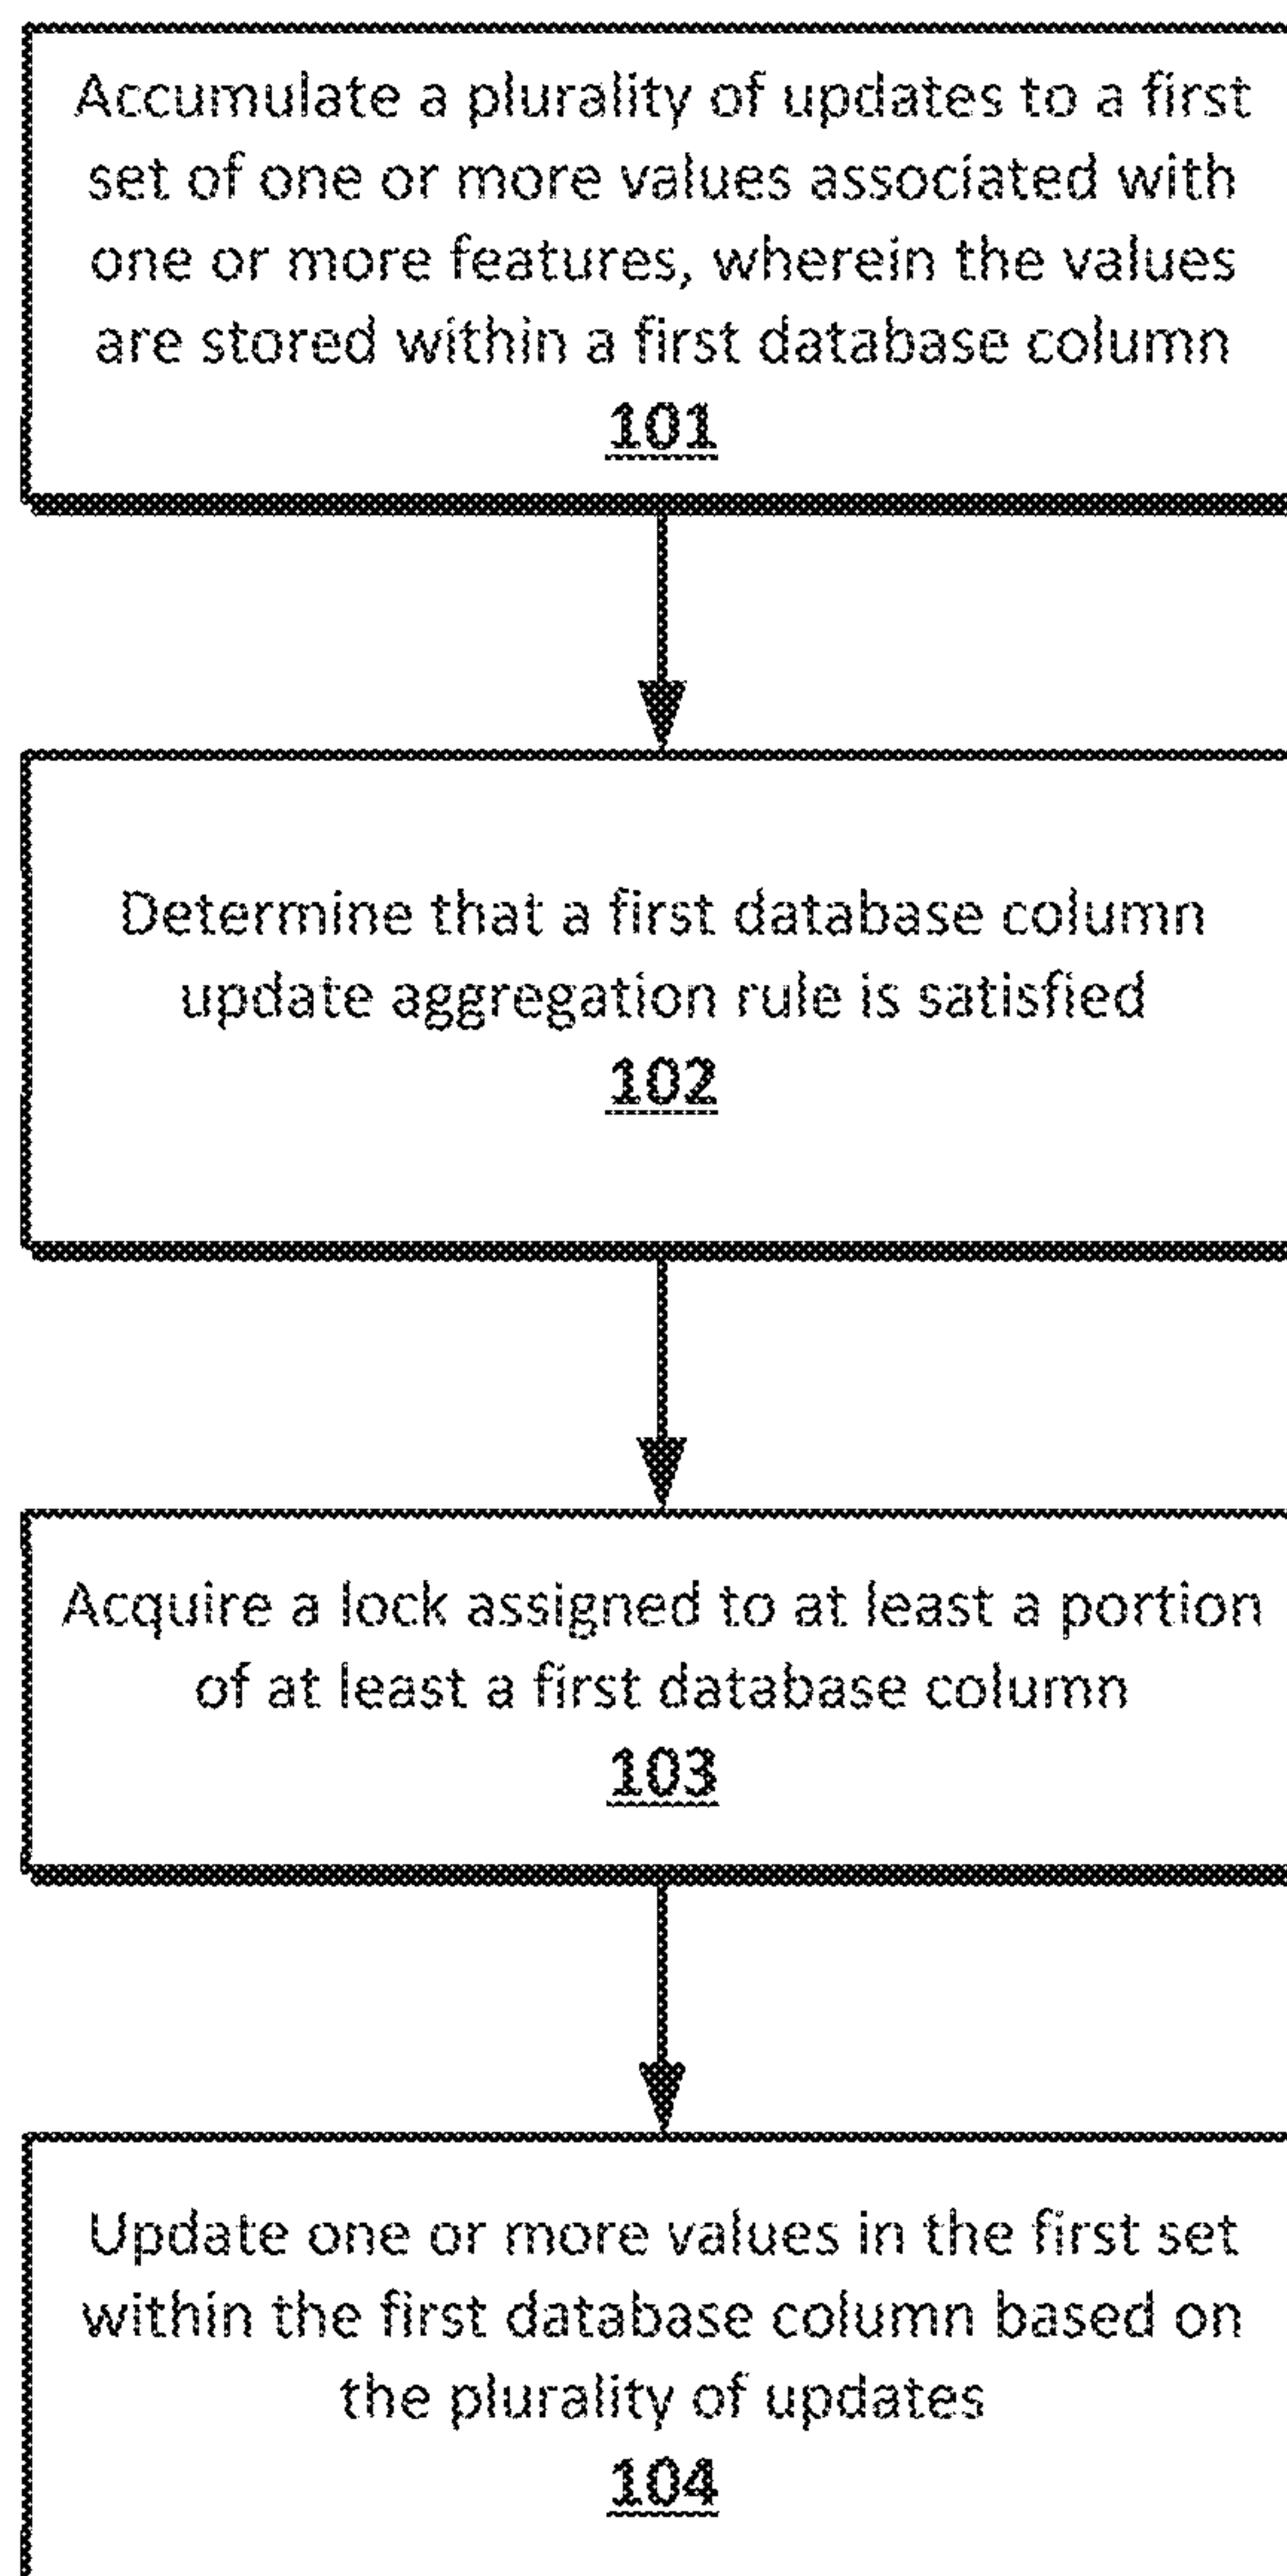 Accumulate a plurality of updates to a first
set of one or more values associated with
one or more features, wherein the values
are stored within a first database column
101
Determine that a first database column
update aggregation rule is satisfied
102
Acquire a lock assigned to at least a portion
of at least a first database column
103
Update one or more values in the first set
within the first database column based on
the plurality of updates
104